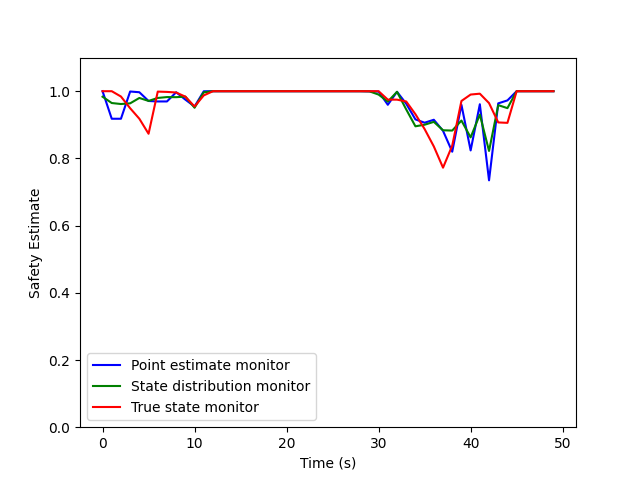 1.0
0.8
0.6
0.4
0.2
0.0
Safety Estimate
Point estimate monitor
State distribution monitor
True state monitor
0 10 20 30 40 50
Time (s)